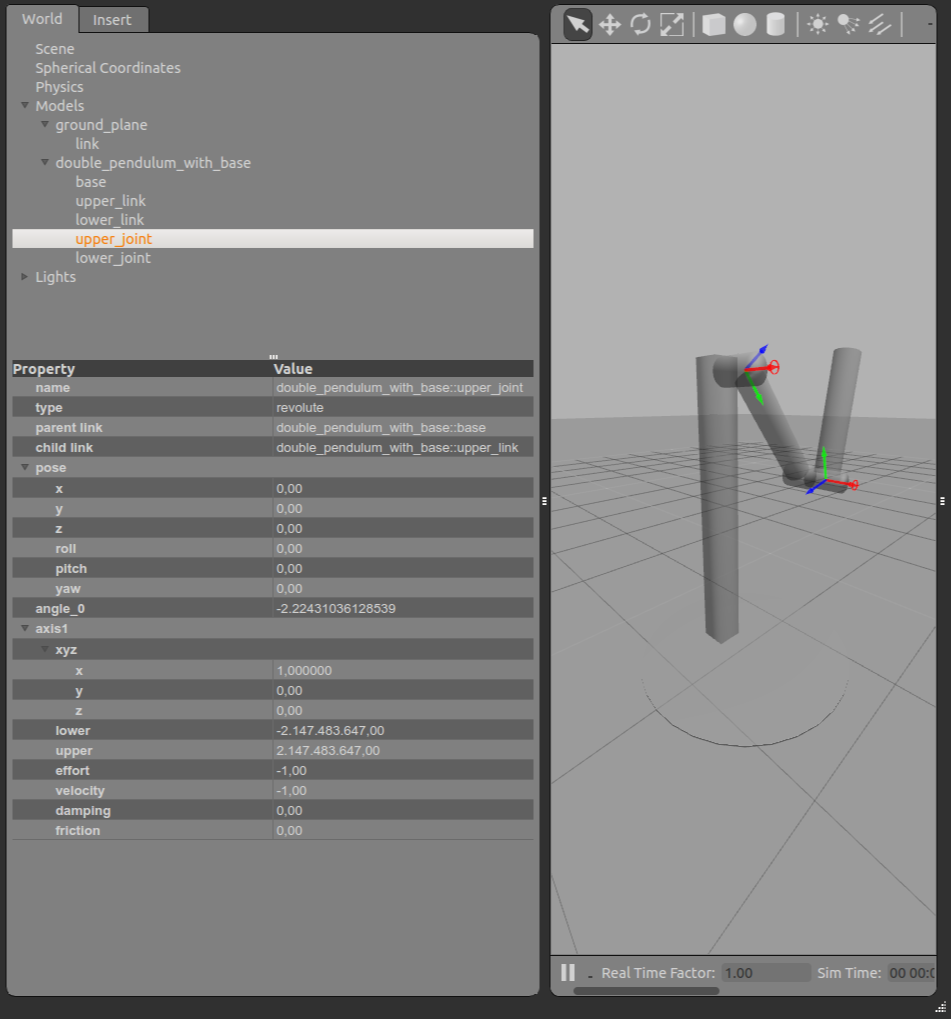 World Insert
Scene
Spherical Coordinates
Physics
Models
ground_plane
link
double_pendulum_with_base
base
upper_link
lower_link
upper_joint
lower_joint
Lights
Property Value
name double_pendulum_with_base::upper_joint
type revolute
parent link double_pendulum_with_base::base
child link double_pendulum_with_base::upper_link
pose
x 0,00
y 0,00
z 0,00
roll 0,00
pitch 0,00
yaw 0,00
angle_0 -2.22431036128539
axis1
xyz
x 1,000000
y 0,00
z 0,00
lower -2.147.483.647,00
upper 2.147.483.647,00
effort -1,00
velocity -1,00
damping 0,00
friction 0,00
Real Time Factor: 1.00 Sim Time: 00 00: